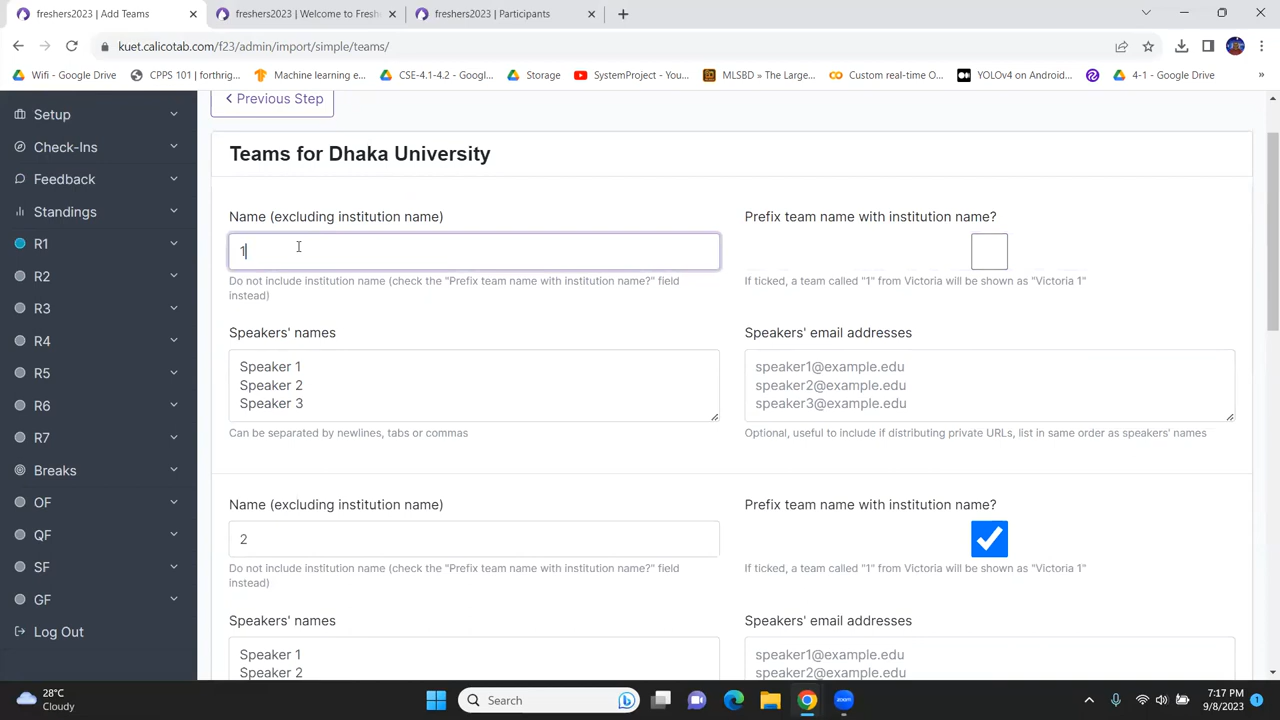 freshers2023 | Add Teams
freshers2023 | Welcome to Fresh
freshers2023 | Participants
kuet.calicotab.com/f23/admin/import/simple/teams/
Wifi - Google Drive
CPPS 101 | forthrig...
Machine learning e...
CSE-4.1-4.2 - Googl...
Storage
SystemProject - You...
MLSBD » The Large...
Custom real-time O...
YOLOv4 on Android...
4-1 - Google Drive
»
Setup
Check-Ins
Feedback
Standings
R1
R2
R3
R4
R5
R6
R7
Breaks
OF
QF
SF
GF
Log Out
Previous Step
Teams for Dhaka University
Name (excluding institution name)
Prefix team name with institution name?
1
Do not include institution name (check the "Prefix team name with institution name?" field
instead)
If ticked, a team called "1" from Victoria will be shown as "Victoria 1"
Speakers' names
Speakers' email addresses
Speaker 1
Speaker 2
Speaker 3
speaker1@example.edu
speaker2@example.edu
speaker3@example.edu
Can be separated by newlines, tabs or commas
Optional, useful to include if distributing private URLs, list in same order as speakers' names
Name (excluding institution name)
Prefix team name with institution name?
2
Do not include institution name (check the "Prefix team name with institution name?" field
instead)
If ticked, a team called "1" from Victoria will be shown as "Victoria 1"
Speakers' names
Speakers' email addresses
Speaker 1
Speaker 2
speaker1@example.edu
speaker2@example.edu
28°C
Cloudy
Search
zoom
7:17 PM
9/8/2023
1